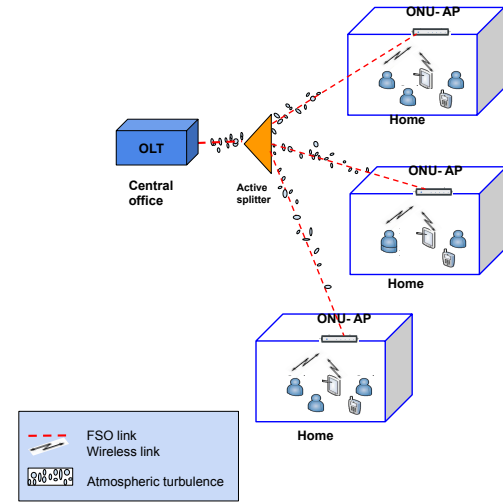 ONU-AP
Home
OLT
Central
office
Active
splitter
ONU-AP
Home
ONU- AP
Home
FSO link
Wireless link
Atmospheric turbulence